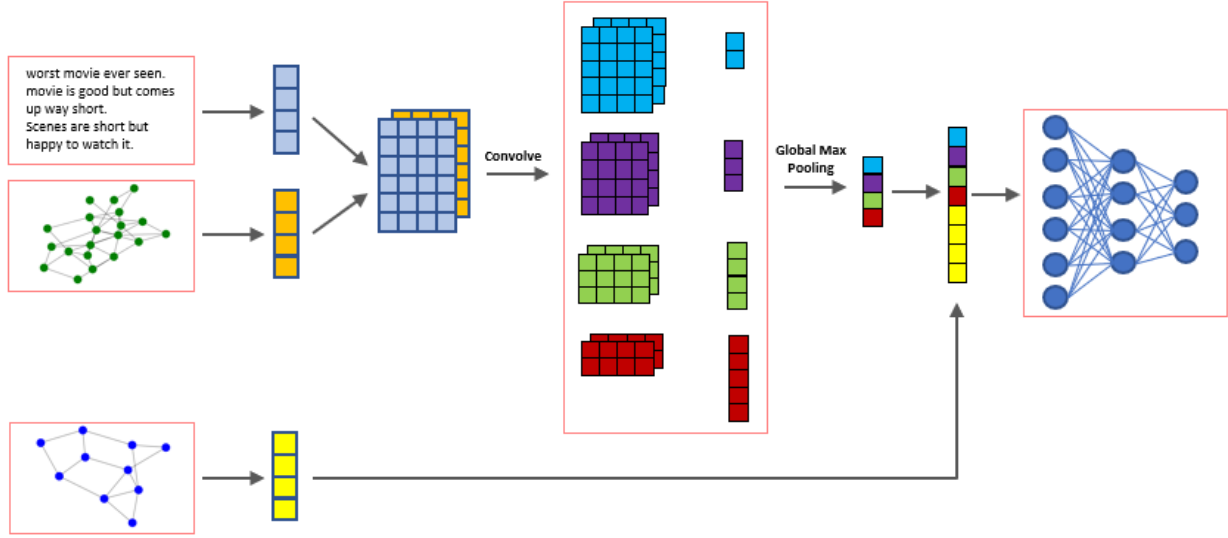 worst movie ever seen.
movie is good but comes
up way short.
Scenes are short but
happy to watch it.
Convolve
Global Max
Pooling